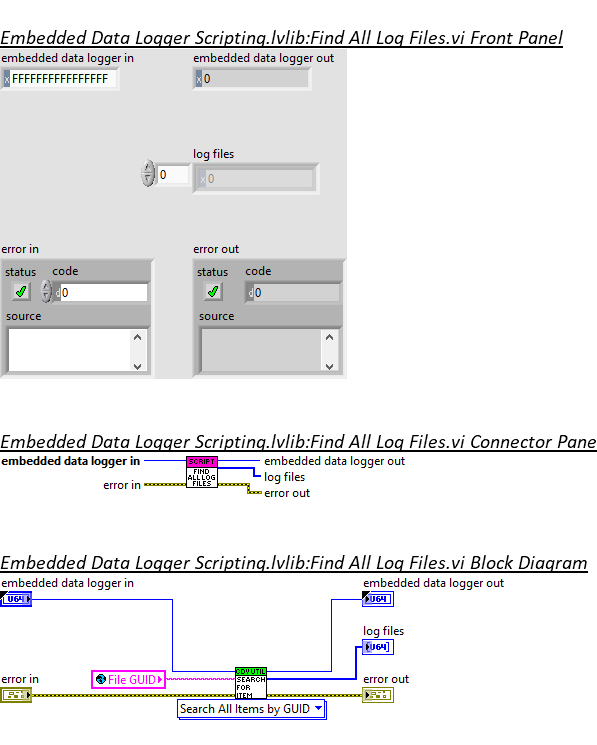 Embedded Data Logger Scripting.lvlib:Find All Log Files.vi Front Panel
embedded data logger in
embedded data logger out
x FFFFFFFFFFFFFFFF
x 0
log files
0
x 0
error in
error out
status code
status code
d 0
d 0
source
source
Embedded Data Logger Scripting.lvlib:Find All Log Files.vi Connector Pane
embedded data logger in
SCRIPT
FIND
ALL LOG
FILES
embedded data logger out
log files
error in
error out
Embedded Data Logger Scripting.lvlib:Find All Log Files.vi Block Diagram
embedded data logger in
embedded data logger out
U64
U64
log files
U64
error in
File GUID
CDV UTIL
SEARCH
FOR
ITEM
error out
Search All Items by GUID